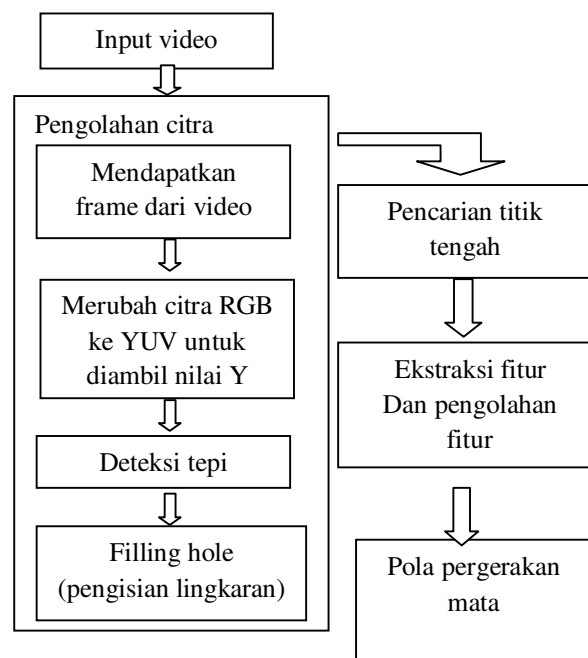 Input video
Pengolahan citra
Mendapatkan
frame dari video
Merubah citra RGB
ke YUV untuk
diambil nilai Y
Deteksi tepi
Filling hole
(pengisian lingkaran)
Pencarian titik
tengah
Ekstraksi fitur
Dan pengolahan
fitur
Pola pergerakan
mata